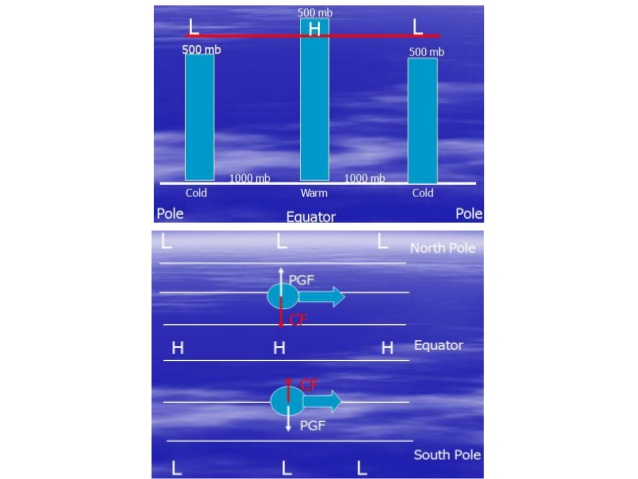 500 mb
L H L
500 mb 500 mb
1000 mb 1000 mb
Cold Warm Cold
Pole Equator Pole
L L L North Pole
PGF
CF
H H H Equator
CF
PGF
South Pole
L L L